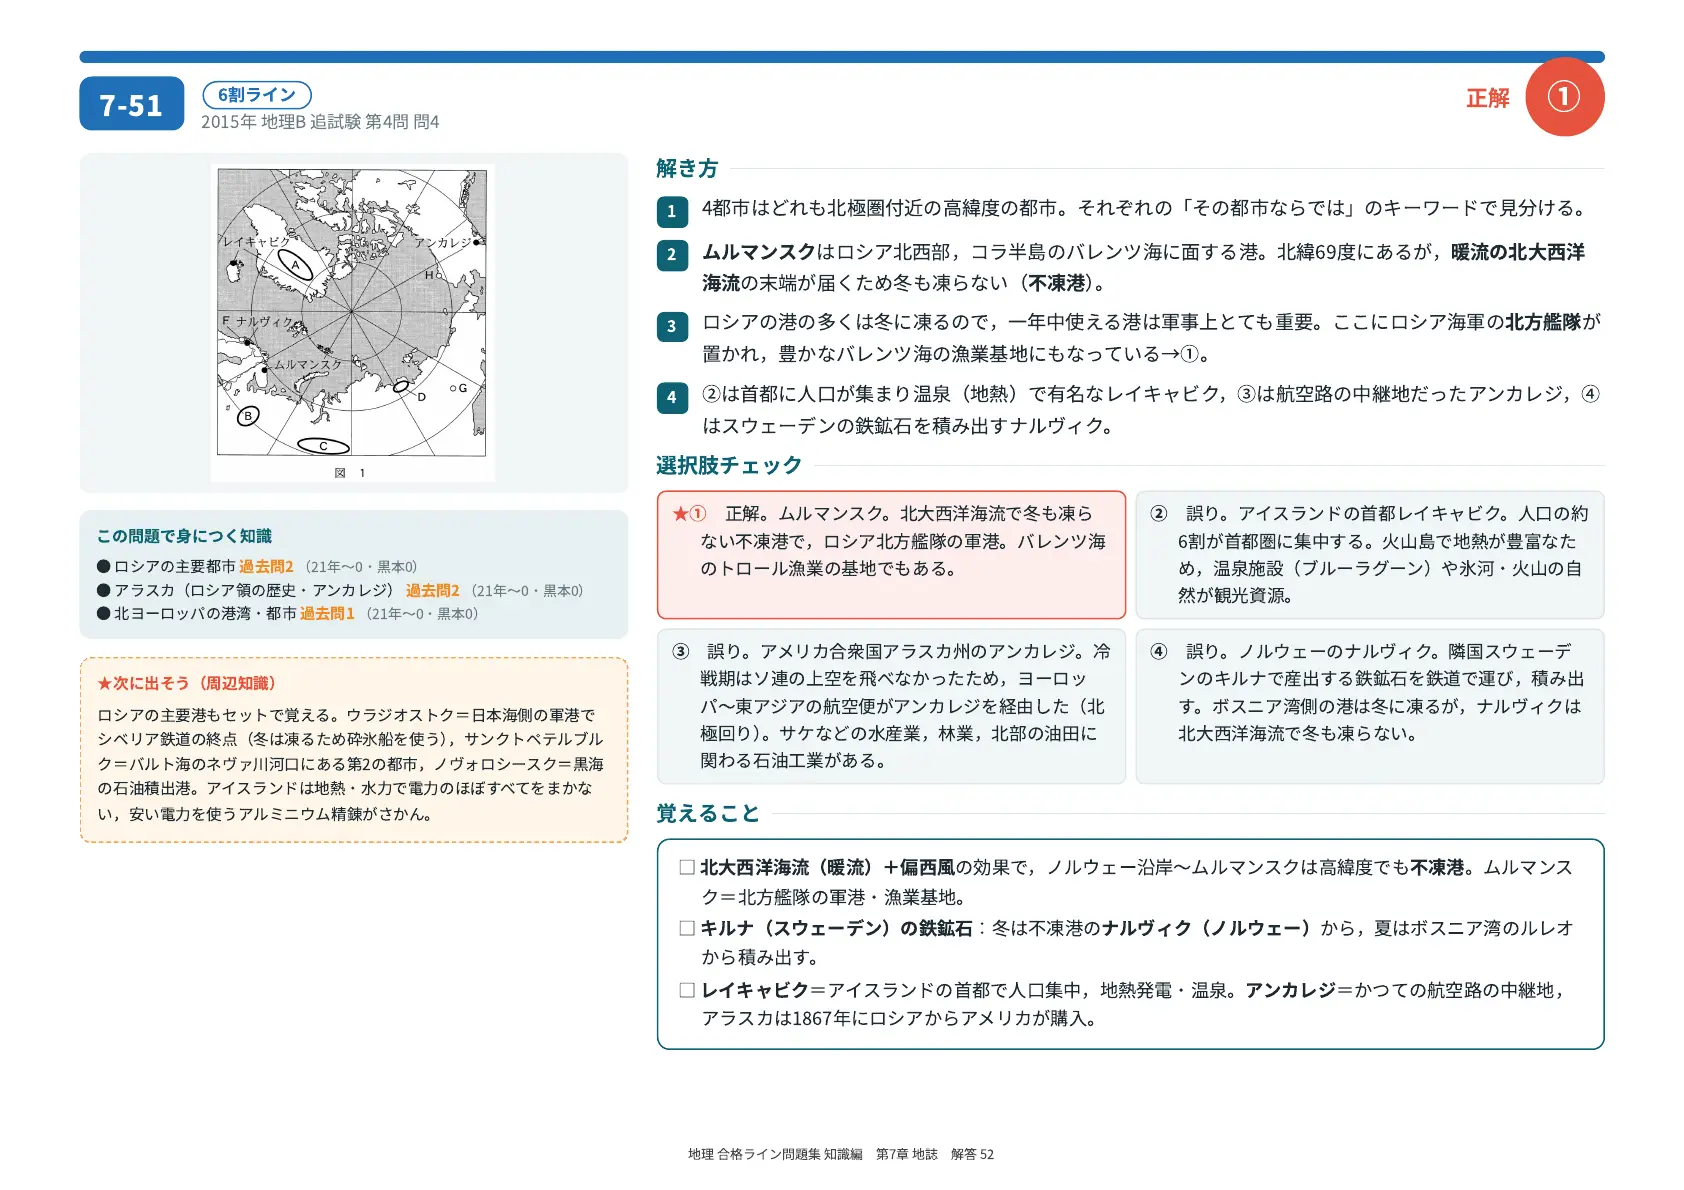 7-51
6割ライン
2015年 地理B 追試験 第4問 問4
正解 ①
レイキャビク
アンカレジ
A
H
F ナルヴィク
ムルマンスク
G
D
B
C
図 1
この問題で身につく知識
●ロシアの主要都市 過去問2 （21年〜0・黒本0）
●アラスカ（ロシア領の歴史・アンカレジ） 過去問2 （21年〜0・黒本0）
●北ヨーロッパの港湾・都市 過去問1 （21年〜0・黒本0）
★次に出そう（周辺知識）
ロシアの主要港もセットで覚える。ウラジオストク＝日本海側の軍港で
シベリア鉄道の終点（冬は凍るため砕氷船を使う），サンクトペテルブル
ク＝バルト海のネヴァ川河口にある第2の都市，ノヴォロシースク＝黒海
の石油積出港。アイスランドは地熱・水力で電力のほぼすべてをまかな
い，安い電力を使うアルミニウム精錬がさかん。
解き方
1 4都市はどれも北極圏付近の高緯度の都市。それぞれの「その都市ならでは」のキーワードで見分ける。
2 ムルマンスクはロシア北西部，コラ半島のバレンツ海に面する港。北緯69度にあるが，暖流の北大西洋
海流の末端が届くため冬も凍らない（不凍港）。
3 ロシアの港の多くは冬に凍るので，一年中使える港は軍事上とても重要。ここにロシア海軍の北方艦隊が
置かれ，豊かなバレンツ海の漁業基地にもなっている→①。
4 ②は首都に人口が集まり温泉（地熱）で有名なレイキャビク，③は航空路の中継地だったアンカレジ，④
はスウェーデンの鉄鉱石を積み出すナルヴィク。
選択肢チェック
★① 正解。ムルマンスク。北大西洋海流で冬も凍ら
ない不凍港で，ロシア北方艦隊の軍港。バレンツ海
のトロール漁業の基地でもある。
② 誤り。アイスランドの首都レイキャビク。人口の約
6割が首都圏に集中する。火山島で地熱が豊富なた
め，温泉施設（ブルーラグーン）や氷河・火山の自
然が観光資源。
③ 誤り。アメリカ合衆国アラスカ州のアンカレジ。冷
戦期はソ連の上空を飛べなかったため，ヨーロッ
パ〜東アジアの航空便がアンカレジを経由した（北
極回り）。サケなどの水産業，林業，北部の油田に
関わる石油工業がある。
④ 誤り。ノルウェーのナルヴィク。隣国スウェーデ
ンのキルナで産出する鉄鉱石を鉄道で運び，積み出
す。ボスニア湾側の港は冬に凍るが，ナルヴィクは
北大西洋海流で冬も凍らない。
覚えること
□ 北大西洋海流（暖流）＋偏西風の効果で，ノルウェー沿岸〜ムルマンスクは高緯度でも不凍港。ムルマンス
ク＝北方艦隊の軍港・漁業基地。
□ キルナ（スウェーデン）の鉄鉱石：冬は不凍港のナルヴィク（ノルウェー）から，夏はボスニア湾のルレオ
から積み出す。
□ レイキャビク＝アイスランドの首都で人口集中，地熱発電・温泉。アンカレジ＝かつての航空路の中継地，
アラスカは1867年にロシアからアメリカが購入。
地理 合格ライン問題集 知識編 第7章 地誌 解答 52